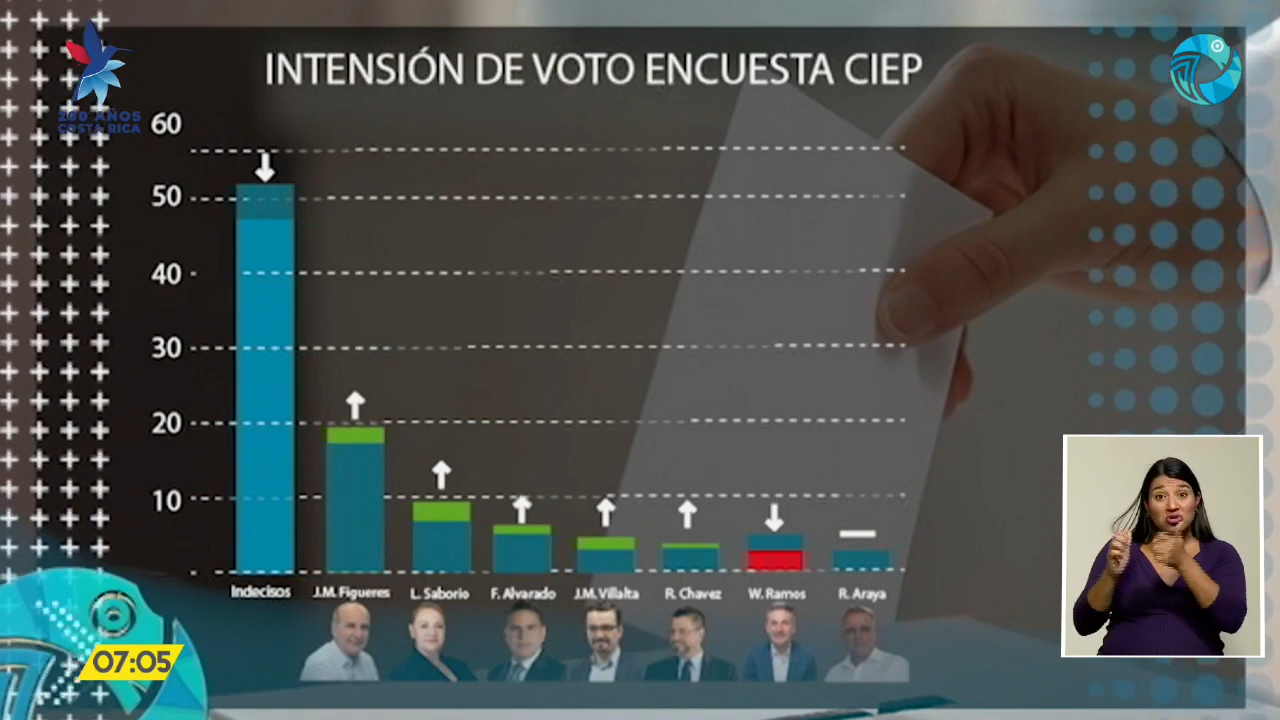 INTENSIÓN DE VOTO ENCUESTA CIEP
200 AÑOS
COSTA RICA
60
50
40
30
20
10
Indecisos J.M. Figueres L. Saborio F. Alvarado J.M. Villalta R. Chavez W. Ramos R. Araya
07:05